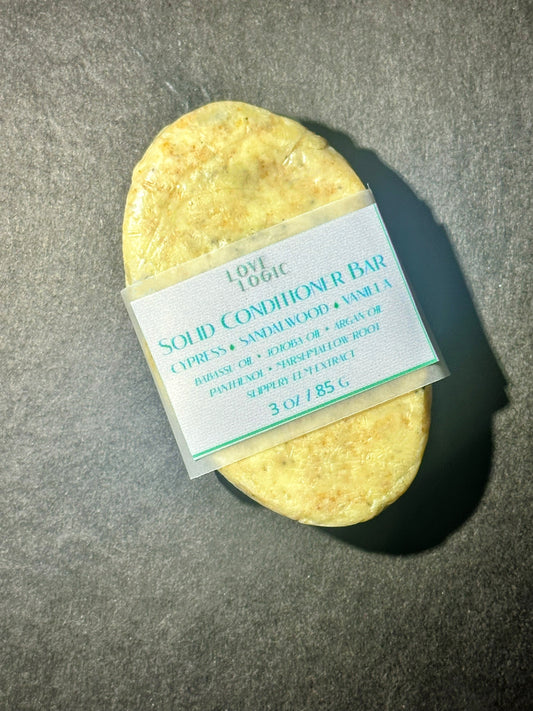 LOVE
LOGIC
SOLID CONDITIONER BAR
CYPRESS • SANDALWOOD • VANILLA
BABASSU OIL • JOJOBA OIL • ARGAN OIL
PANTHENOL • MARSHMALLOW ROOT
SLIPPERY ELM EXTRACT
3 OZ / 85 G